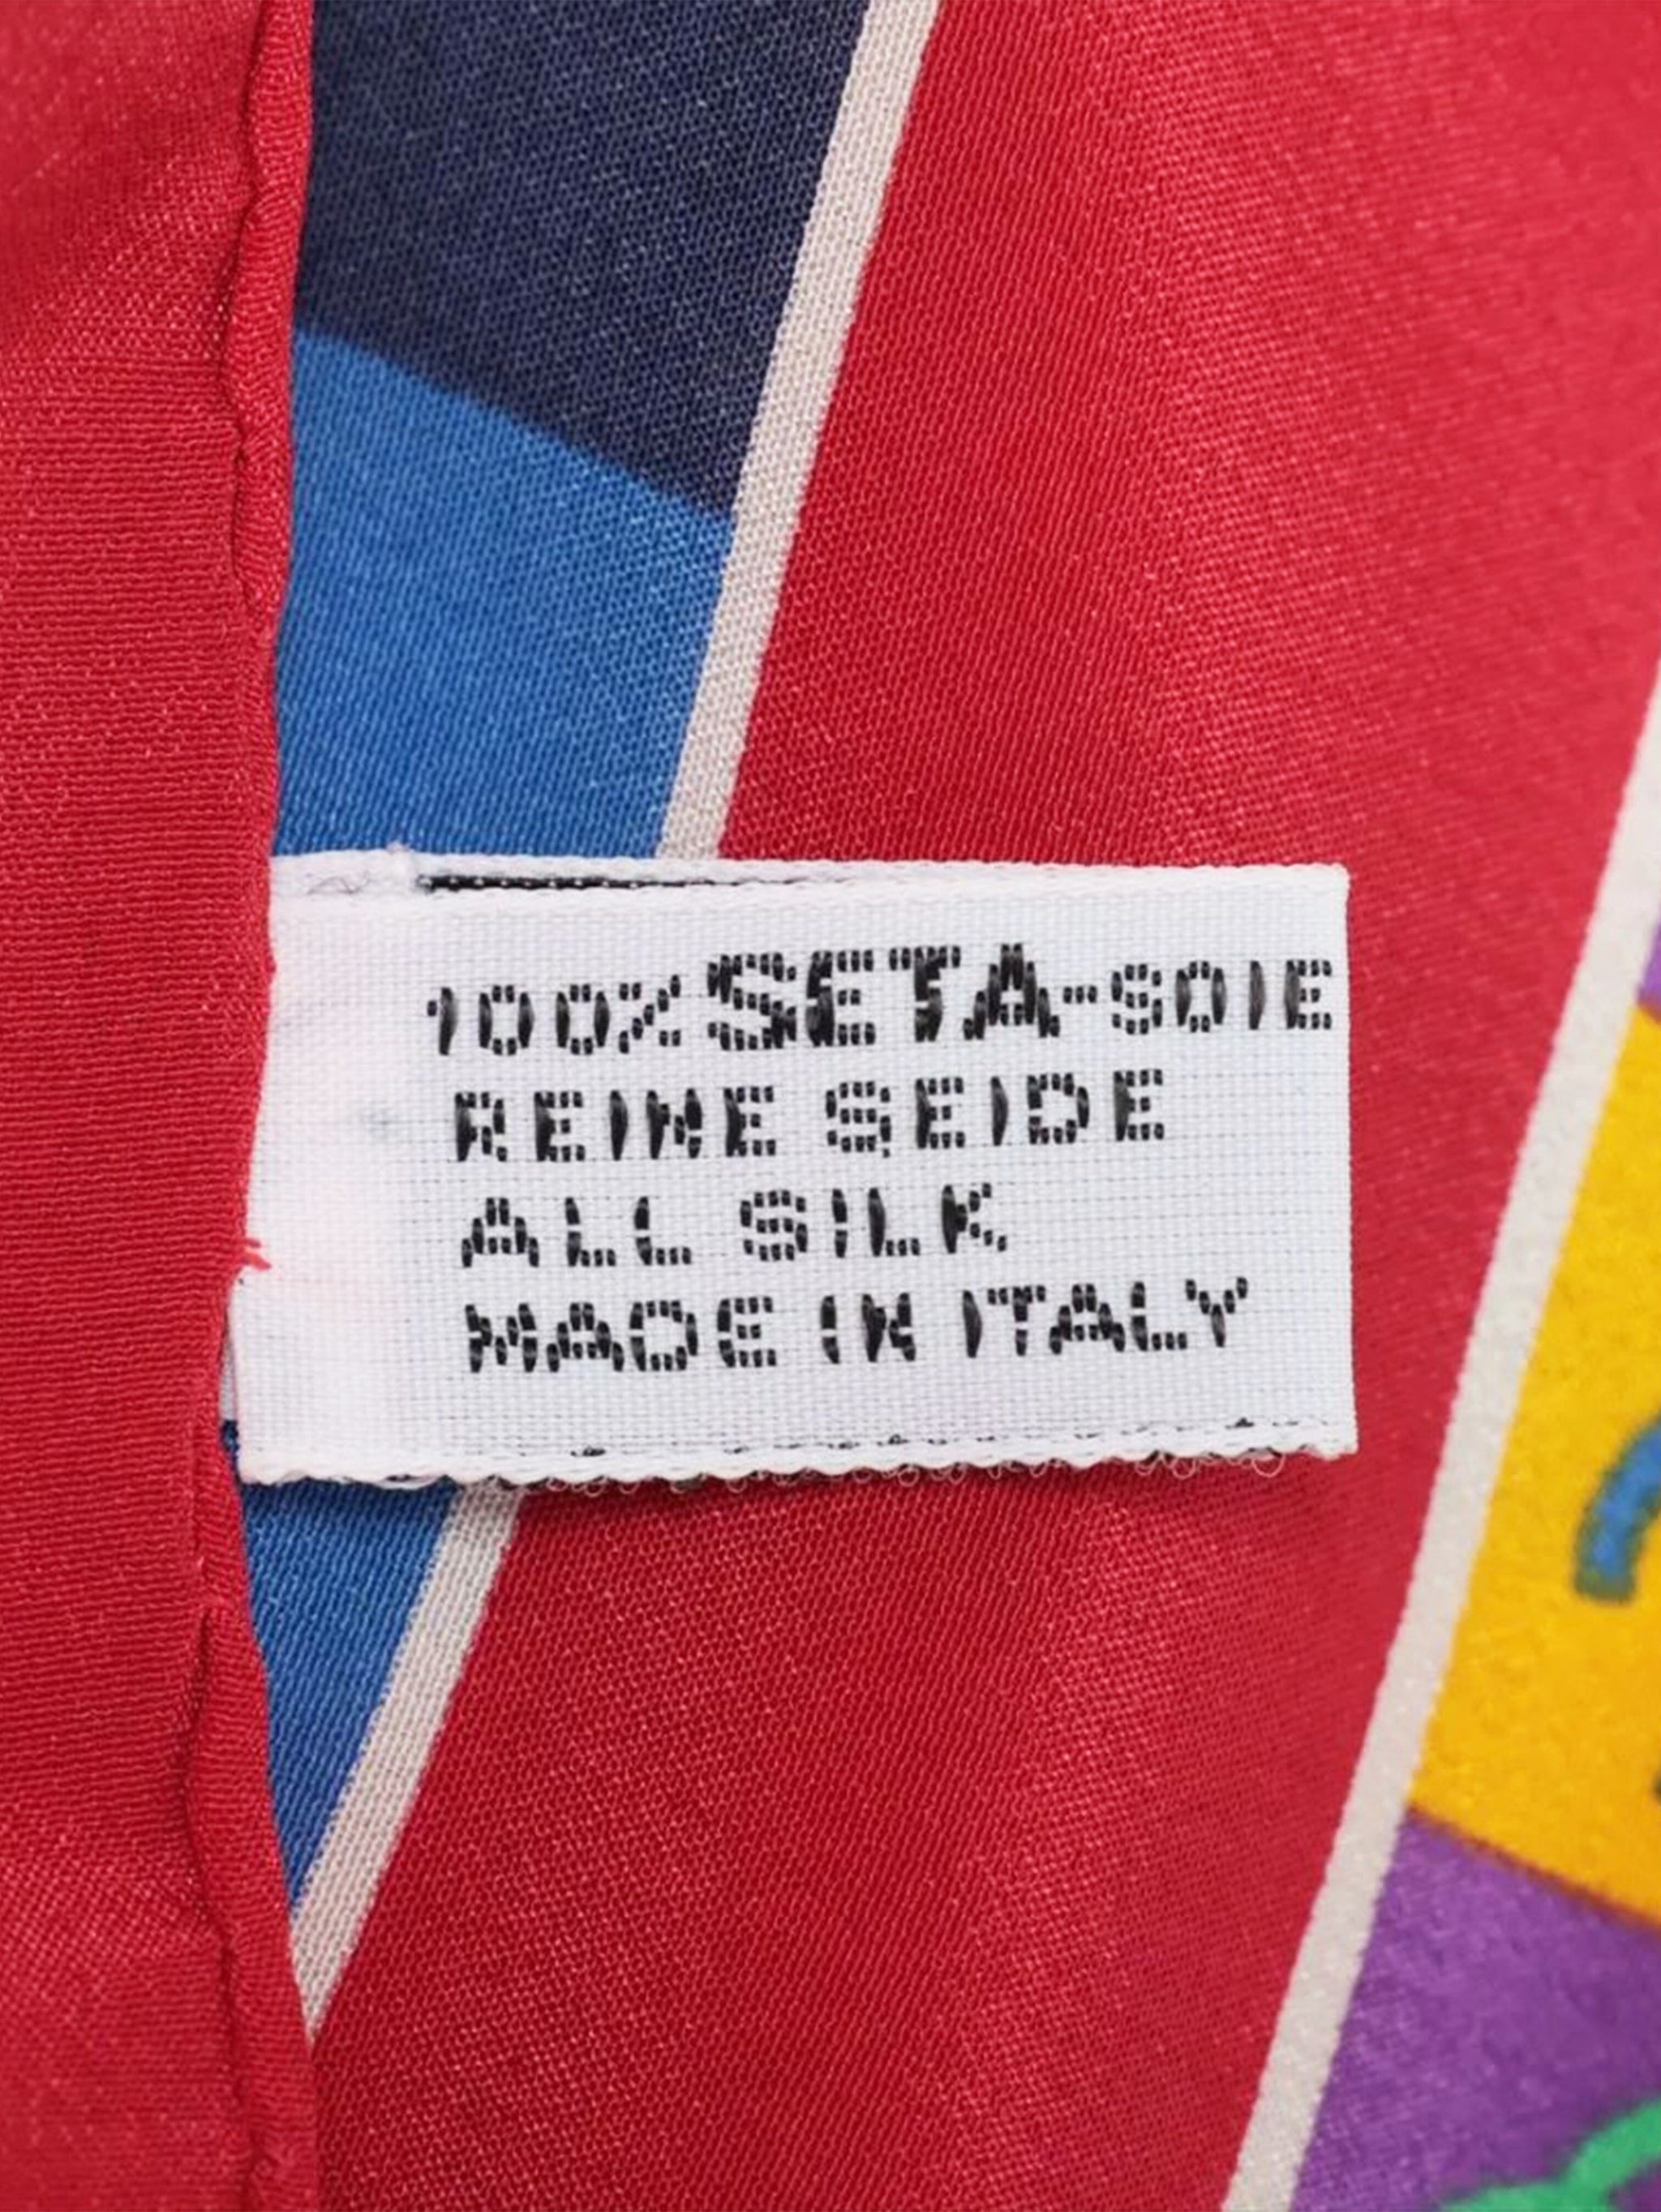 100% SETA-SOIE
REINE SEIDE
ALL SILK
MADE IN ITALY